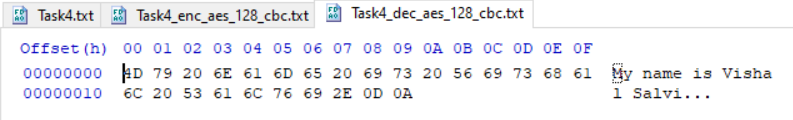 Task4.txt Task4_enc_aes_128_cbc.txt Task4_dec_aes_128_cbc.txt
Offset(h) 00 01 02 03 04 05 06 07 08 09 0A 0B 0C 0D 0E 0F
00000000 4D 79 20 6E 61 6D 65 20 69 73 20 56 69 73 68 61 My name is Visha
00000010 6C 20 53 61 6C 76 69 2E 0D 0A l Salvi...